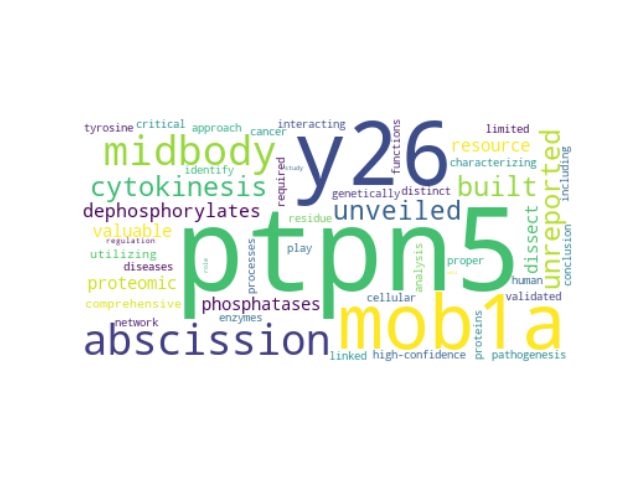 tyrosine critical approach cancer interacting y26 functions limited unreported including
midbody identify required study resource characterizing
cytokinesis genetically distinct built
dephosphorylates ptpn5 residue unveiled dissect conclusion
valuable regulation processes play analysis proper
utilizing diseases role human
proteomic cellular validated
comprehensive phosphatases mob1a
network enzymes proteins
abscission linked high-confidence pathogenesis